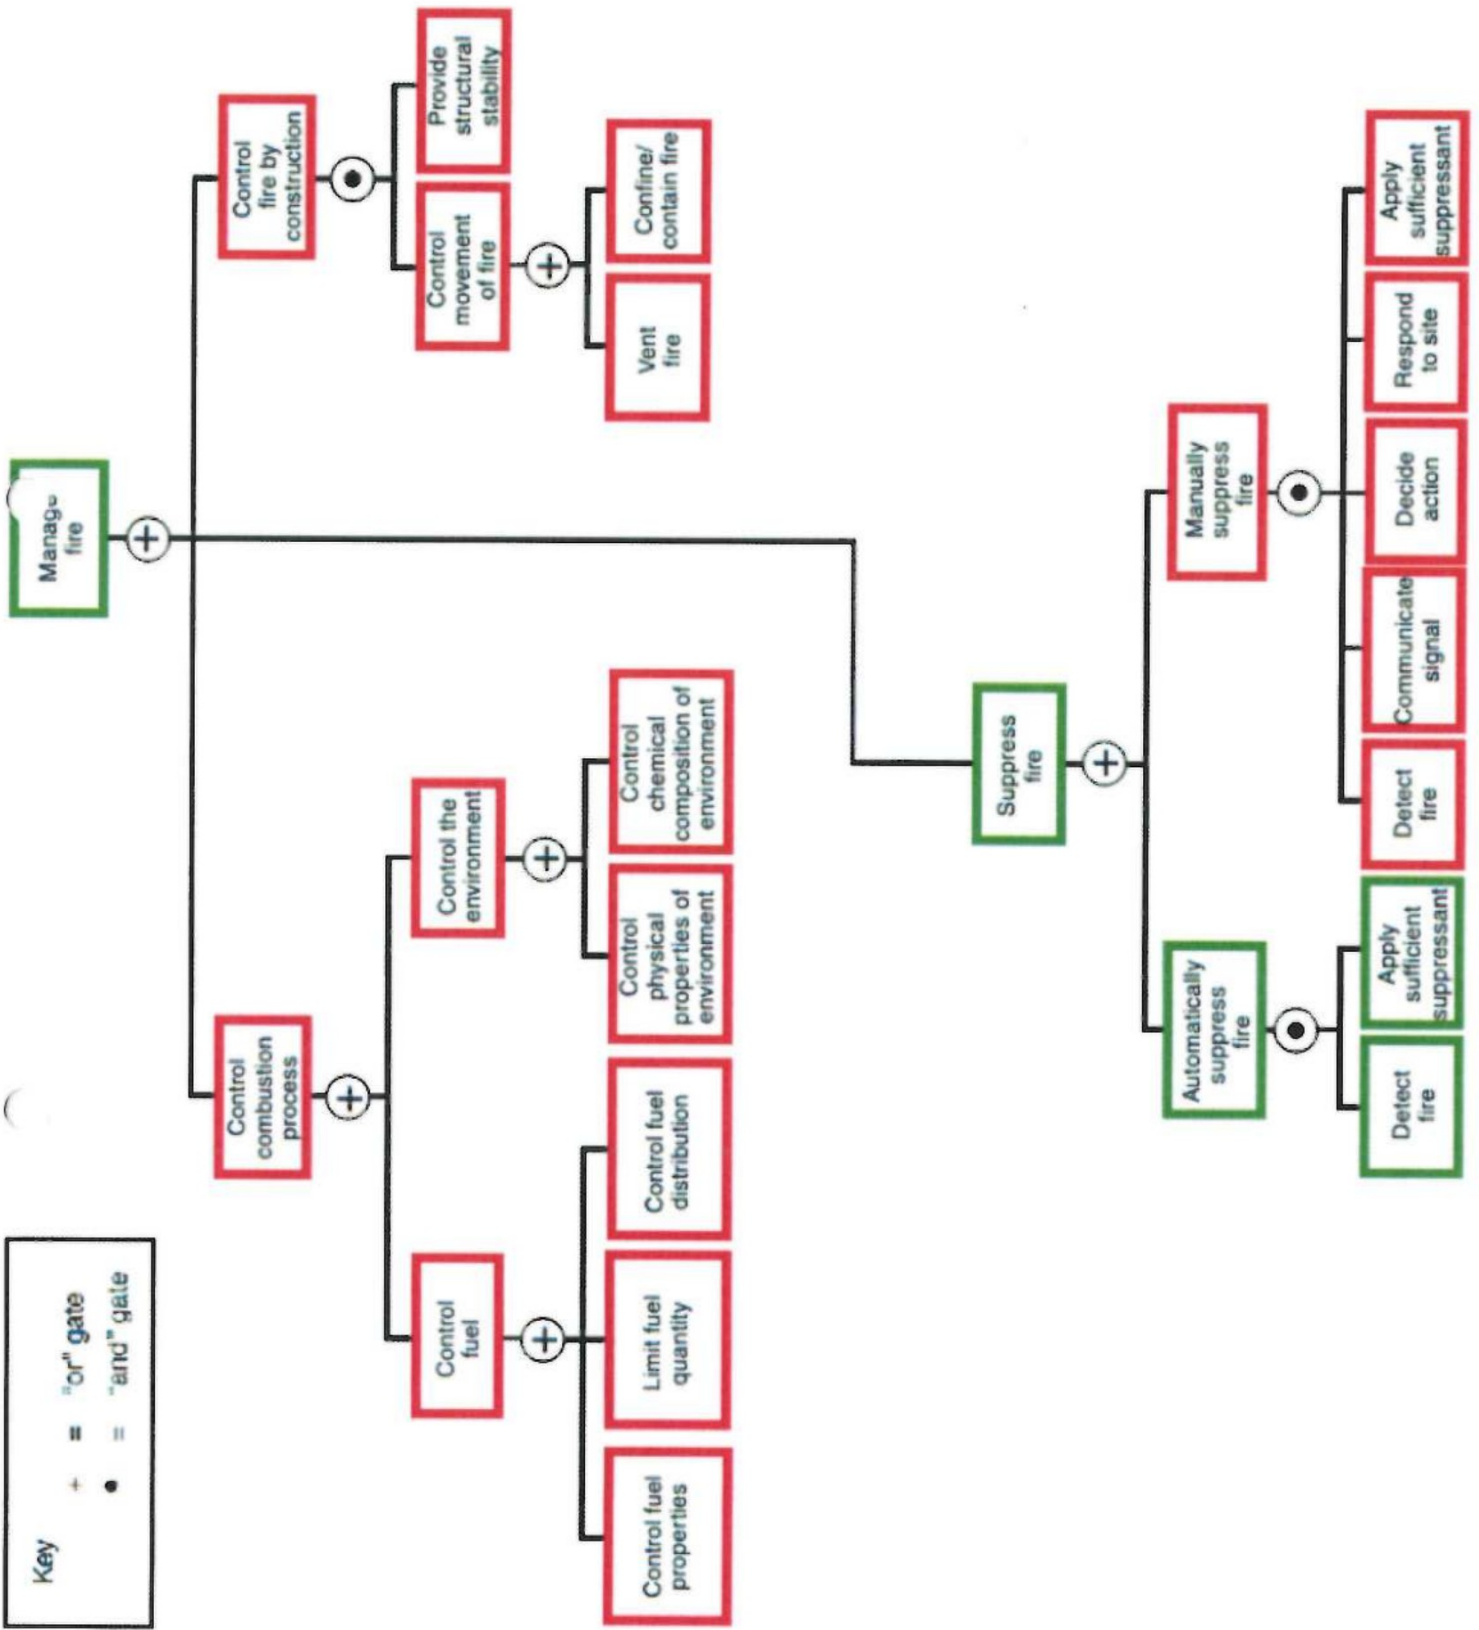 Key
+ = "or" gate
• = "and" gate
Manage
fire
Control
combustion
process
Control
fire by
construction
Control
fuel
Control the
environment
Control
movement
of fire
Provide
structural
stability
Control fuel
properties
Limit fuel
quantity
Control fuel
distribution
Control
physical
properties of
environment
Control
chemical
composition of
environment
Vent
fire
Confine/
contain fire
Suppress
fire
Automatically
suppress
fire
Manually
suppress
fire
Detect
fire
Apply
sufficient
suppressant
Detect
fire
Communicate
signal
Decide
action
Respond
to site
Apply
sufficient
suppressant